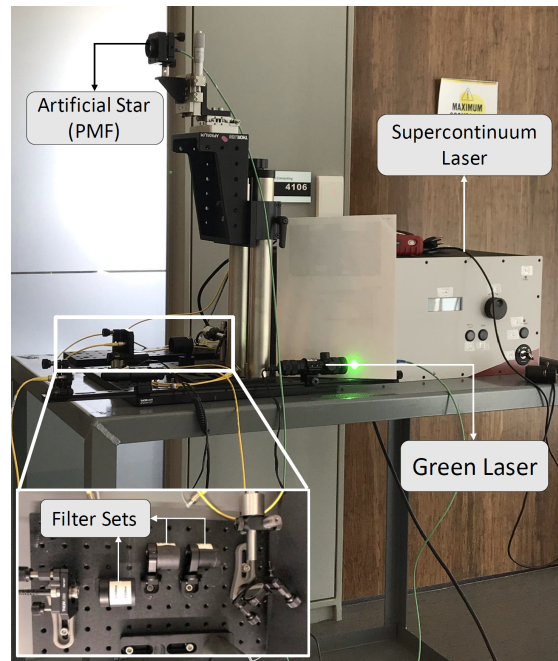 Artificial Star
(PMF)
MAXIMUM
Supercontinuum
Laser
4106
Green Laser
Filter Sets